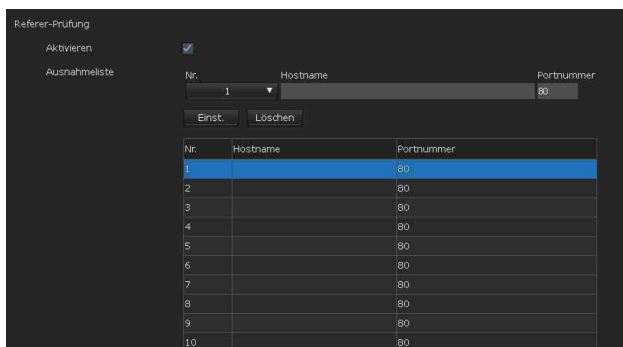 Referer-Prüfung
Aktivieren
Ausnahmeliste
Nr. Hostname Portnummer
1 80
Einst. Löschen
Nr. Hostname Portnummer
1 80
2 80
3 80
4 80
5 80
6 80
7 80
8 80
9 80
10 80